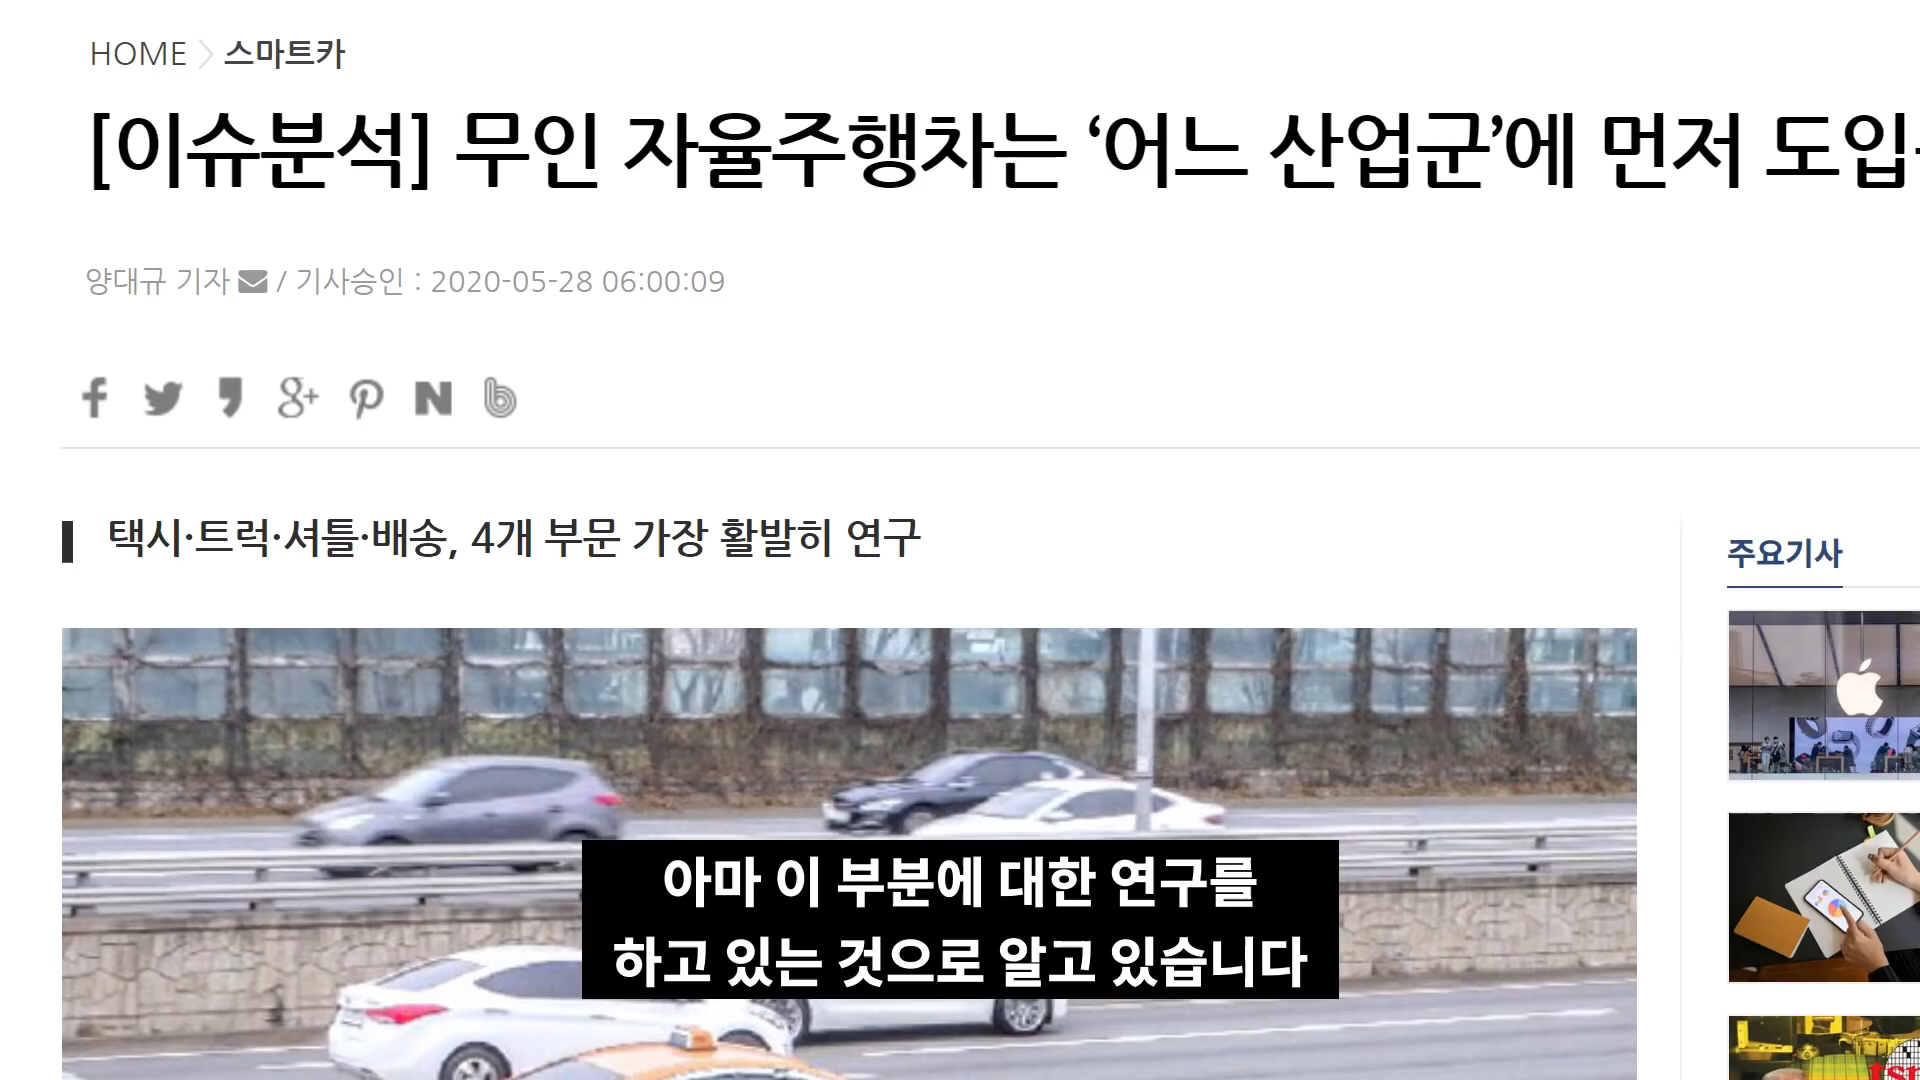 HOME 스마트카
[이슈분석] 무인 자율주행차는 ‘어느 산업군’에 먼저 도입
양대규 기자 / 기사승인 : 2020-05-28 06:00:09
택시·트럭·셔틀·배송, 4개 부문 가장 활발히 연구
주요기사
아마 이 부분에 대한 연구를
하고 있는 것으로 알고 있습니다